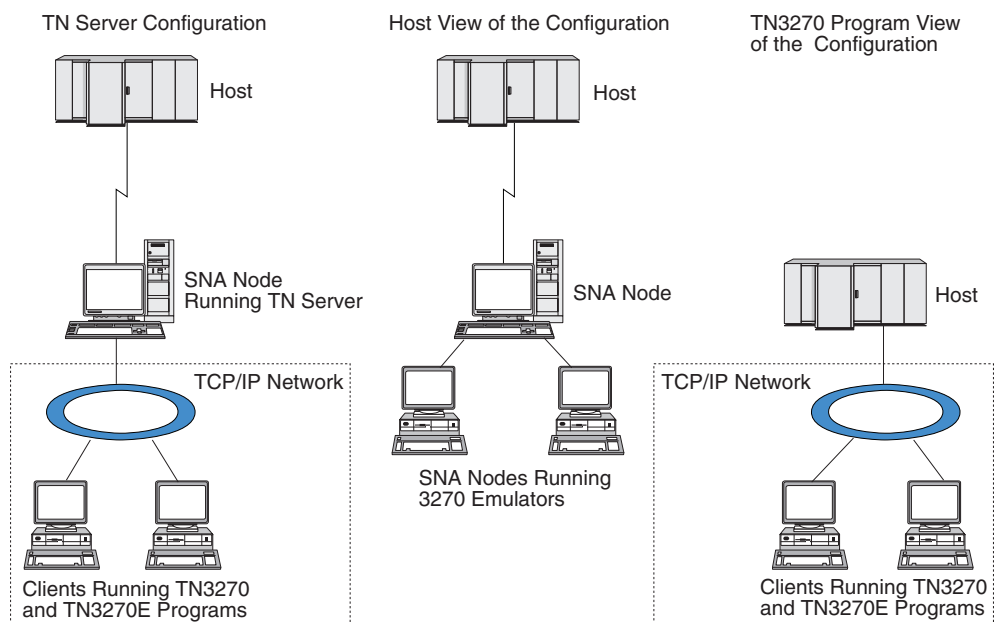 TN Server Configuration
Host View of the Configuration
TN3270 Program View
of the Configuration
Host
Host
SNA Node
Running TN Server
SNA Node
Host
TCP/IP Network
TCP/IP Network
SNA Nodes Running
3270 Emulators
Clients Running TN3270
and TN3270E Programs
Clients Running TN3270
and TN3270E Programs